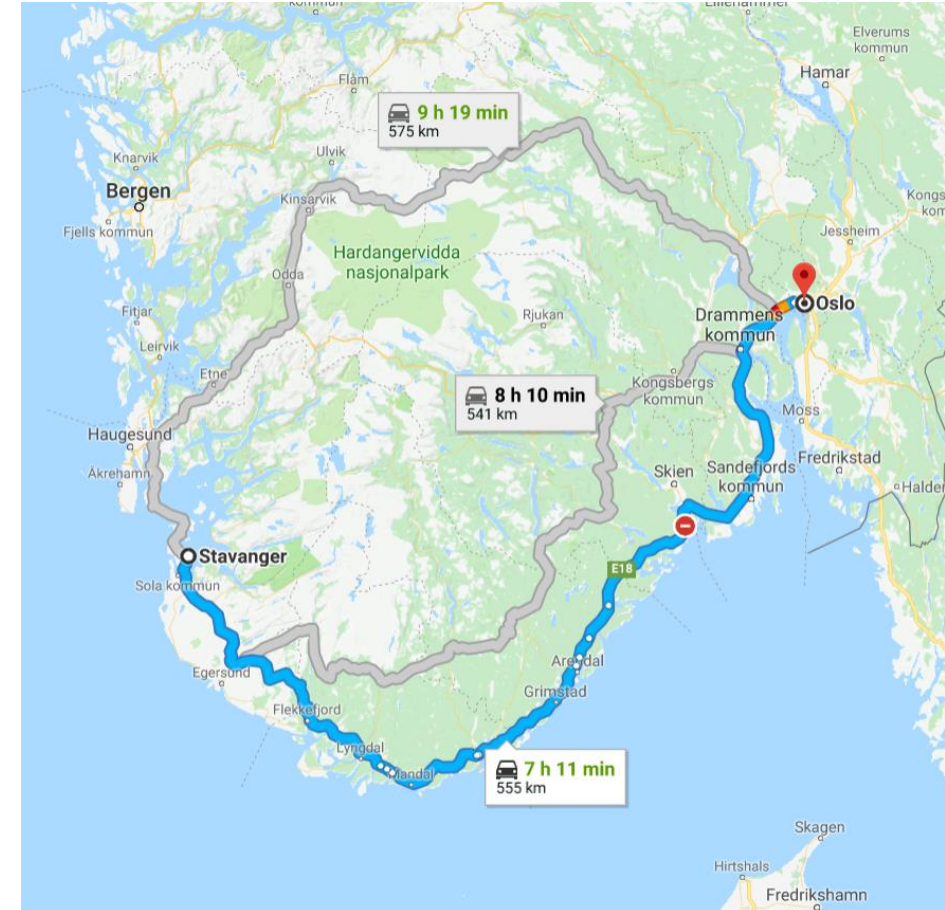 kommun
Lillehammer
Elverums
kommun
Hamar
Flåm
9 h 19 min
575 km
Knarvik
Ulvik
Bergen
Kinsarvik
Kongs
kom
Fjells kommun
Jessheim
Hardangervidda
nasjonalpark
Odda
Oslo
Fitjar
Rjukan
Drammens
kommun
Leirvik
Etne
8 h 10 min
541 km
Kongsbergs
kommun
Moss
Haugesund
Fredrikstad
Åkrehamn
Skien
Sandefjords
kommun
Halden
Stavanger
E18
Sola kommun
Arendal
Egersund
Grimstad
Flekkefjord
Lyngdal
Mandal
7 h 11 min
555 km
Skagen
Hirtshals
Fredrikshamn